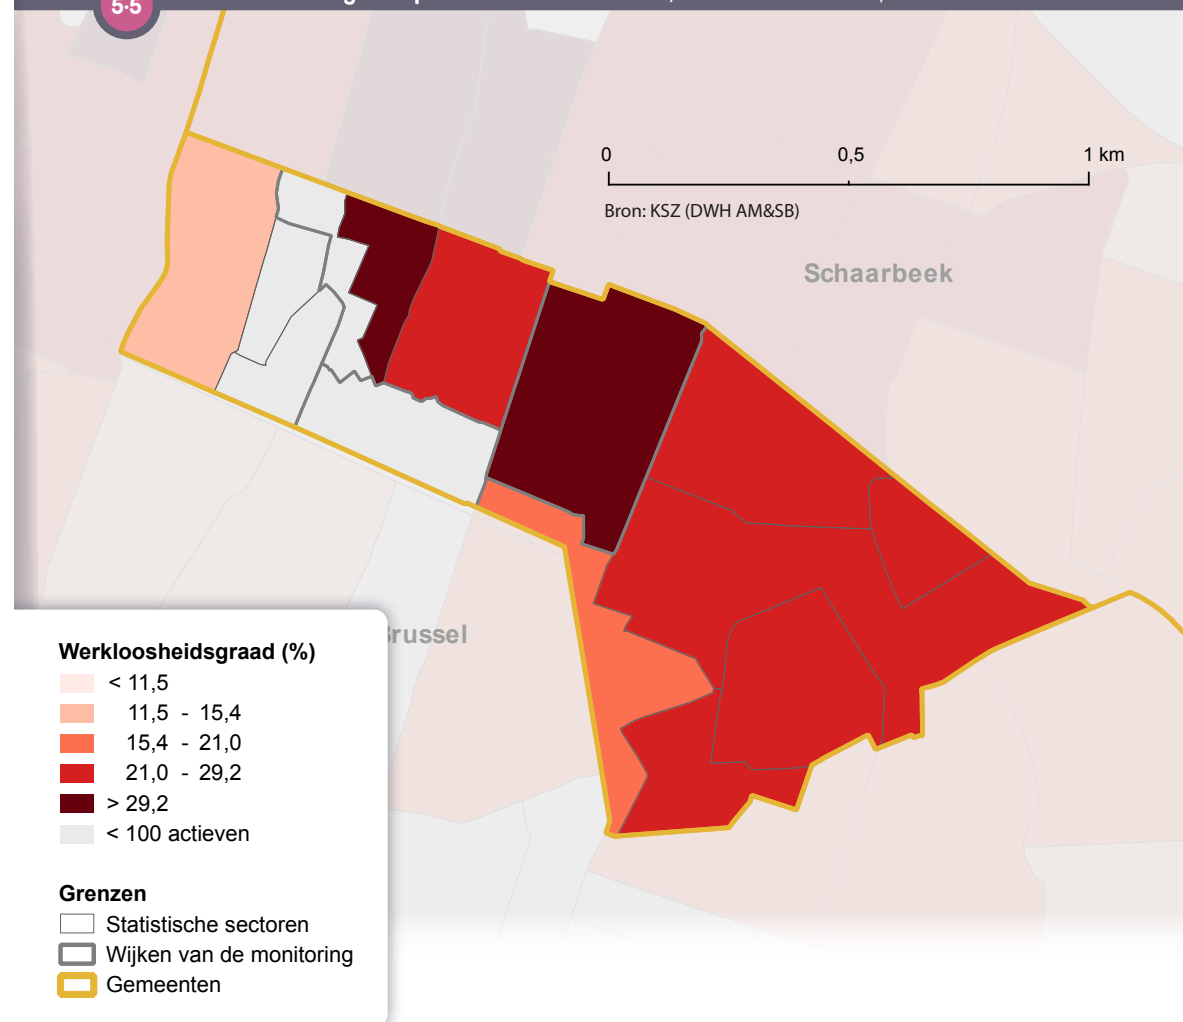 5·5
0 0,5 1 km
Bron: KSZ (DWH AM&SB)
Schaarbeek
Brussel
Werkloosheidsgraad (%)
< 11,5
11,5 - 15,4
15,4 - 21,0
21,0 - 29,2
> 29,2
< 100 actieven
Grenzen
Statistische sectoren
Wijken van de monitoring
Gemeenten